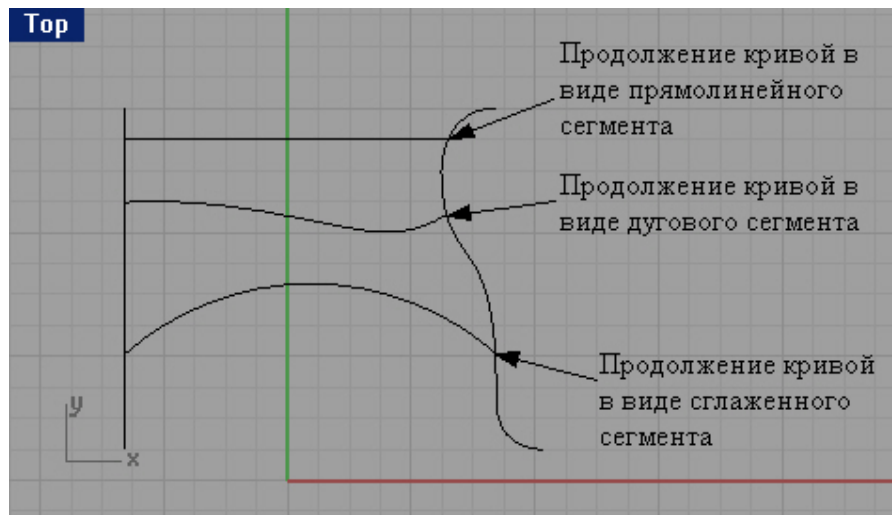 Top
Продолжение кривой в
виде прямолинейного
сегмента
Продолжение кривой в
виде дугового сегмента
Продолжение кривой
в виде сглаженного
сегмента
y
x